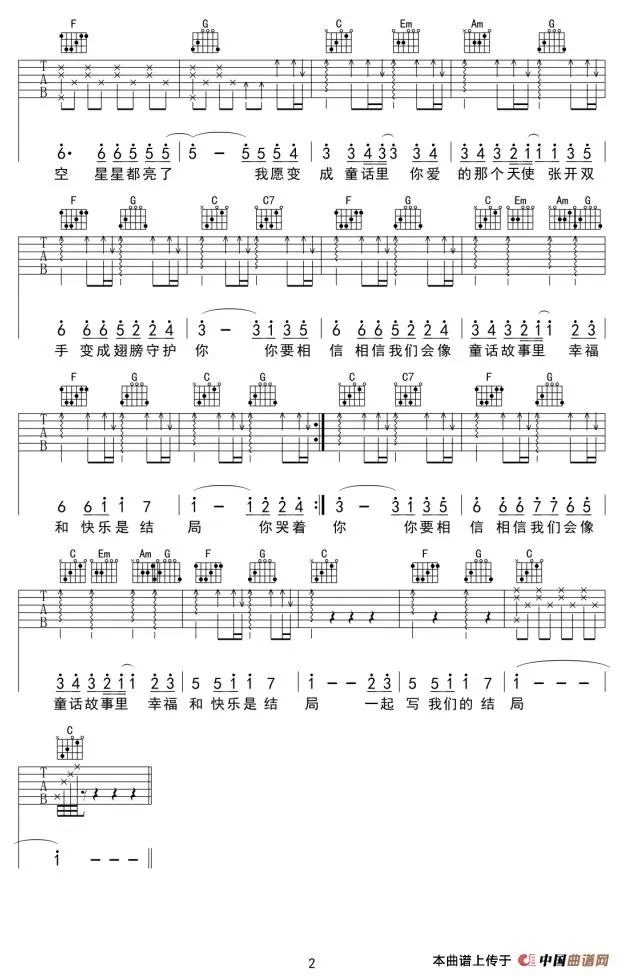 F G C Em Am G
T A B
6· 6 6 5 5 5 | 5 — 5 5 5 4 | 3 3 4 3 3 3 4 | 3 4 3 2 1 1 1 3 5
空 星星都亮了 我愿变 成 童话里 你爱 的那个天使 张开双
F G C C7 F G C Em Am G
T A B
6 6 6 5 2 2 4 | 3 — 3 1 3 5 | 6 6 6 5 2 2 4 | 3 4 3 2 1 1 2 3
手 变成翅膀守护 你 你要相 信 相信我们会像 童话故事里 幸福
F G C G C C7 F G
T A B
6 6 1 1 7 | 1 — 1 2 2 4 :‖ 3 — 3 1 3 5 | 6 6 6 7 7 6 5
和 快乐是结 局 你哭着 你 你要相 信 相信我们会像
C Em Am G F G C F G C
T A B
3 4 3 2 1 1 2 3 | 5 5 1 1 7 | 1 — — 2 3 | 5 5 1 1 7 | 1 — — —
童话故事里 幸福 和 快乐是结 局 一起 写 我们的结 局
C
T A B
1 — — — ‖
2
本曲谱上传于 中国曲谱网